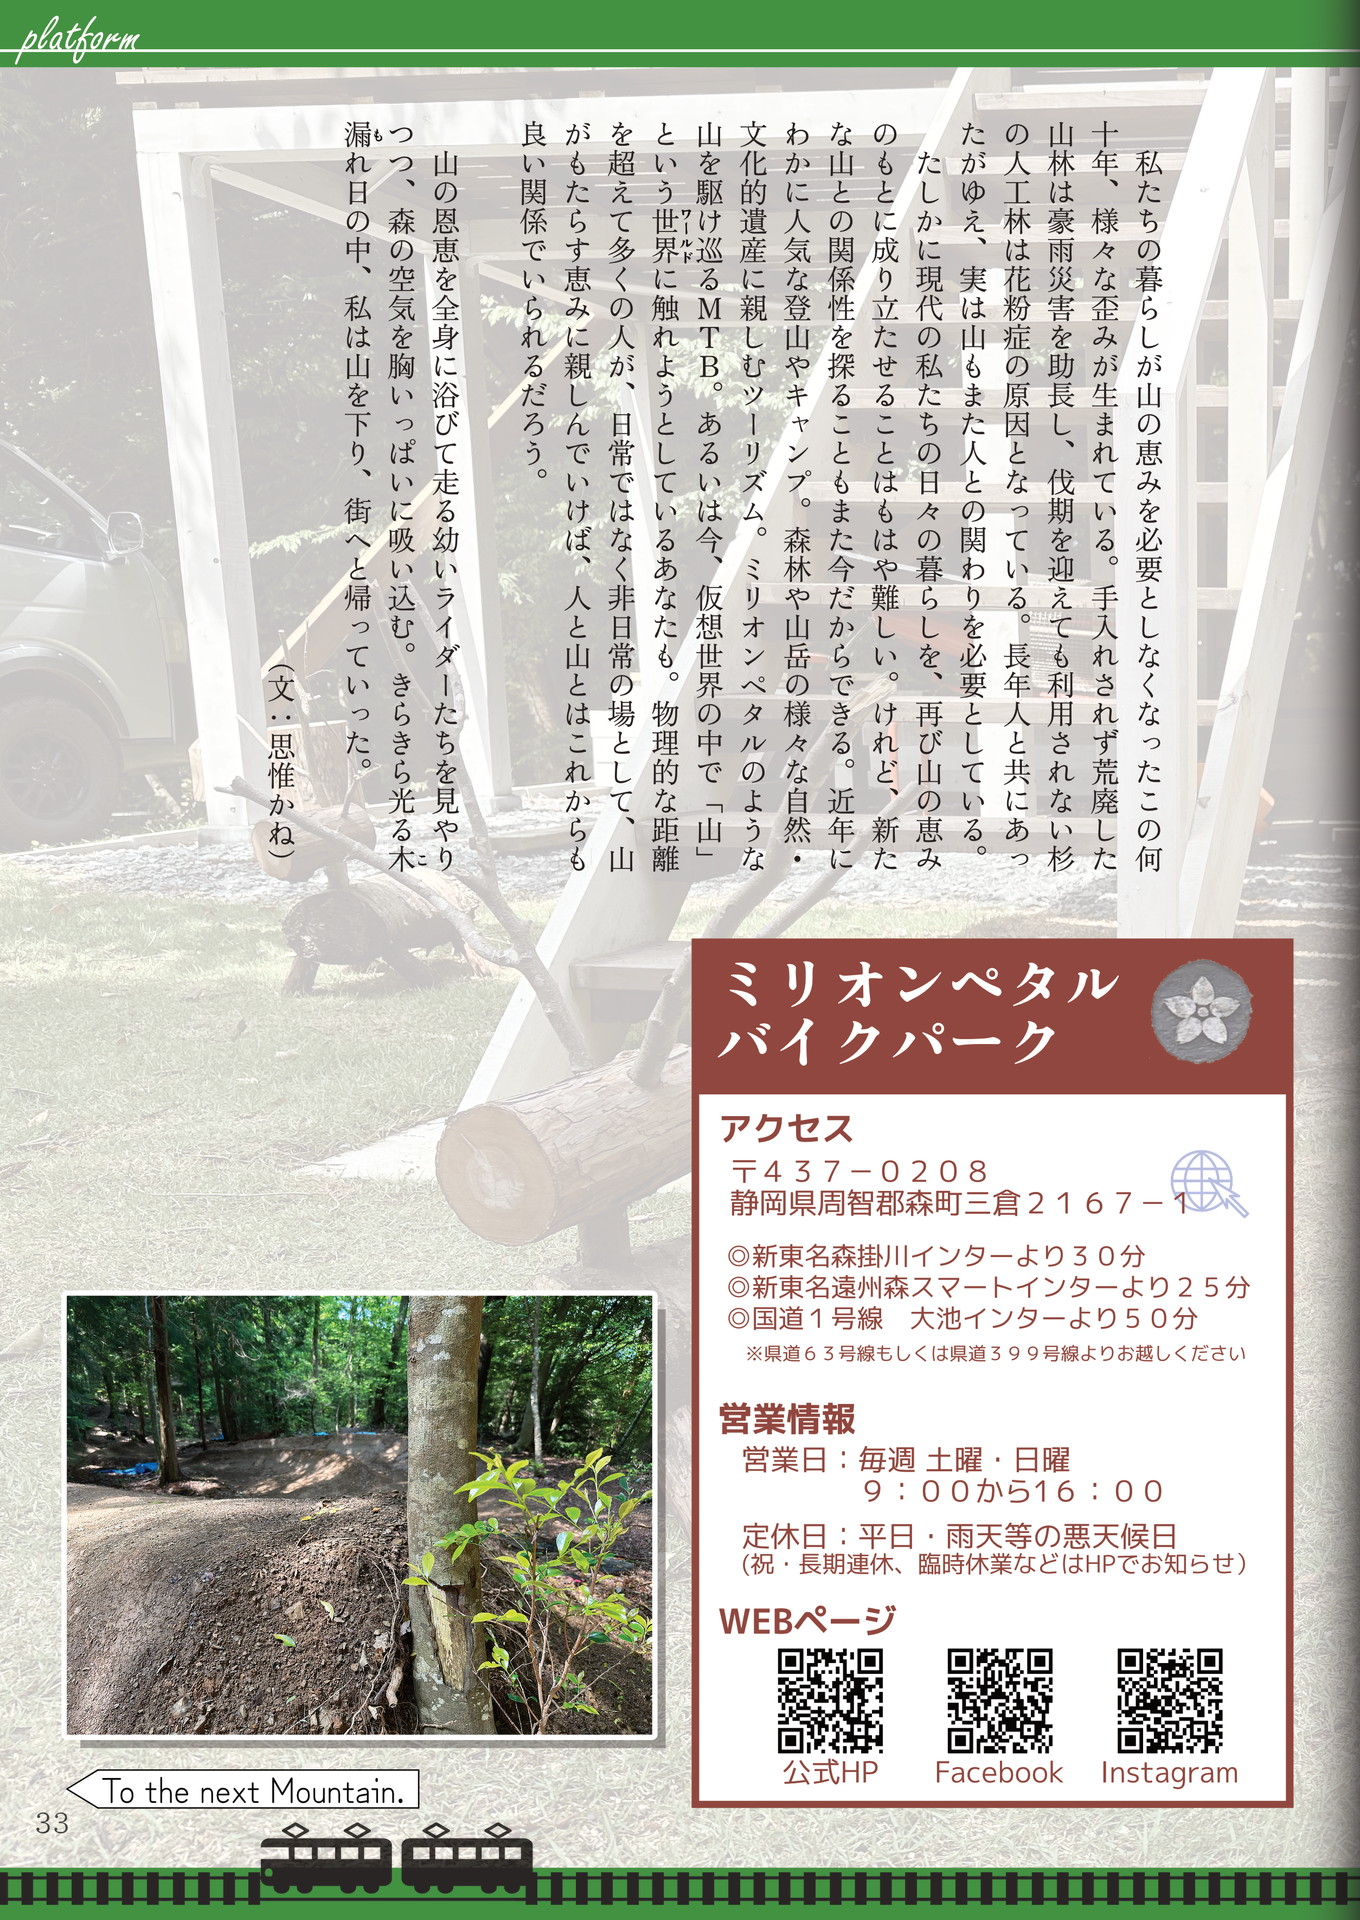 platform
　私たちの暮らしが山の恵みを必要としなくなったこの何
十年、様々な歪みが生まれている。手入れされず荒廃した
山林は豪雨災害を助長し、伐期を迎えても利用されない杉
の人工林は花粉症の原因となっている。長年人と共にあっ
たがゆえ、実は山もまた人との関わりを必要としている。
　たしかに現代の私たちの日々の暮らしを、再び山の恵み
のもとに成り立たせることはもはや難しい。けれど、新た
な山との関係性を探ることもまた今だからできる。近年に
わかに人気な登山やキャンプ。森林や山岳の様々な自然・
文化的遺産に親しむツーリズム。ミリオンペタルのような
山を駆け巡るＭＴＢ。あるいは今、仮想世界の中で「山」
という世界ワールドに触れようとしているあなたも。物理的な距離
を超えて多くの人が、日常ではなく非日常の場として、山
がもたらす恵みに親しんでいけば、人と山とはこれからも
良い関係でいられるだろう。
　山の恩恵を全身に浴びて走る幼いライダーたちを見やり
つつ、森の空気を胸いっぱいに吸い込む。きらきら光る木こ
漏もれ日の中、私は山を下り、街へと帰っていった。
（文：思惟かね）
ミリオンペタル
バイクパーク
アクセス
〒４３７－０２０８
静岡県周智郡森町三倉２１６７－１
◎新東名森掛川インターより３０分
◎新東名遠州森スマートインターより２５分
◎国道１号線　大池インターより５０分
※県道６３号線もしくは県道３９９号線よりお越しください
営業情報
営業日：毎週 土曜・日曜
９：００から１６：００
定休日：平日・雨天等の悪天候日
(祝・長期連休、臨時休業などはHPでお知らせ）
WEBページ
公式HP
Facebook
Instagram
To the next Mountain.
33